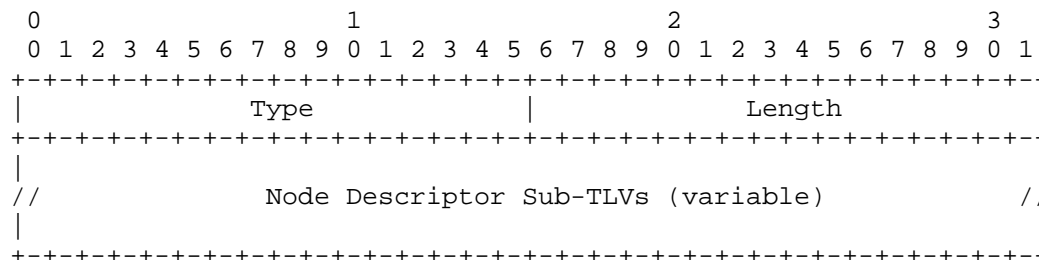 0                   1                   2                   3
 0 1 2 3 4 5 6 7 8 9 0 1 2 3 4 5 6 7 8 9 0 1 2 3 4 5 6 7 8 9 0 1
+-+-+-+-+-+-+-+-+-+-+-+-+-+-+-+-+-+-+-+-+-+-+-+-+-+-+-+-+-+-+-+-
|              Type             |             Length
+-+-+-+-+-+-+-+-+-+-+-+-+-+-+-+-+-+-+-+-+-+-+-+-+-+-+-+-+-+-+-+-
|
//              Node Descriptor Sub-TLVs (variable)            //
|
+-+-+-+-+-+-+-+-+-+-+-+-+-+-+-+-+-+-+-+-+-+-+-+-+-+-+-+-+-+-+-+-